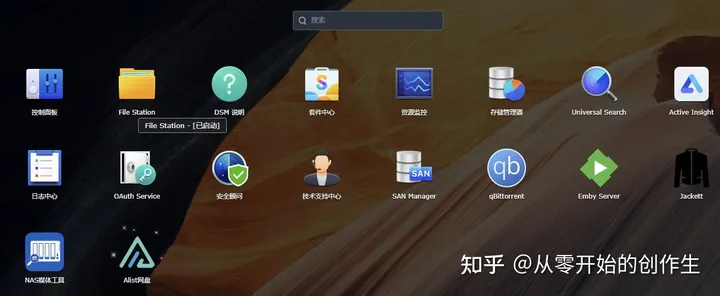 搜索
控制面板
File Station
DSM 说明
套件中心
资源监控
存储管理器
Universal Search
Active Insight
File Station - [已启动]
日志中心
OAuth Service
安全顾问
技术支持中心
SAN
SAN Manager
qb
qBittorrent
Emby Server
Jackett
NAS媒体工具
Alist网盘
知乎 @从零开始的创作生